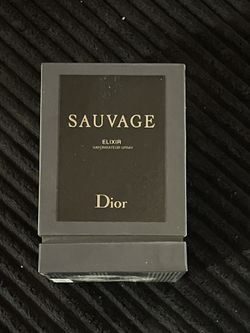 SAUVAGE
ELIXIR
VAPORISATEUR SPRAY
Dior